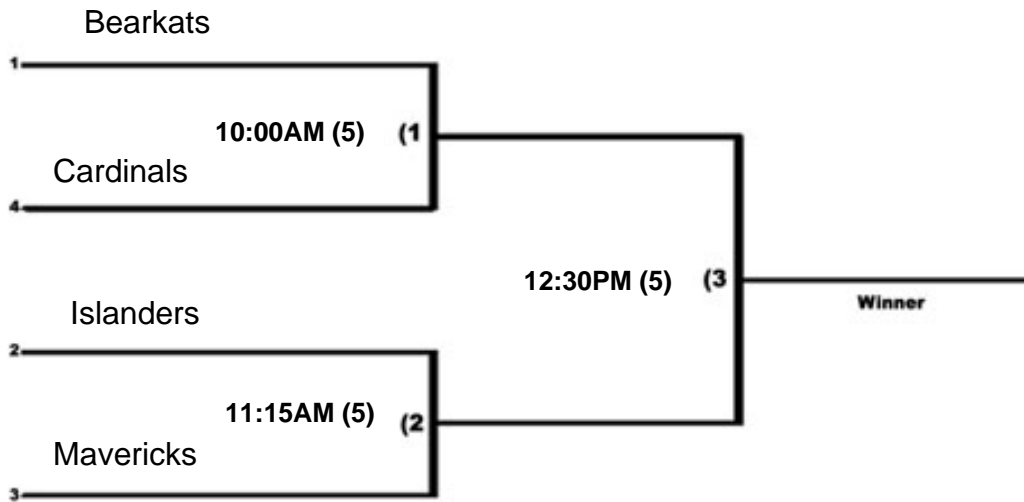 Bearkats
1
10:00AM (5) (1
Cardinals
4
12:30PM (5) (3
Winner
Islanders
2
11:15AM (5) (2
Mavericks
3